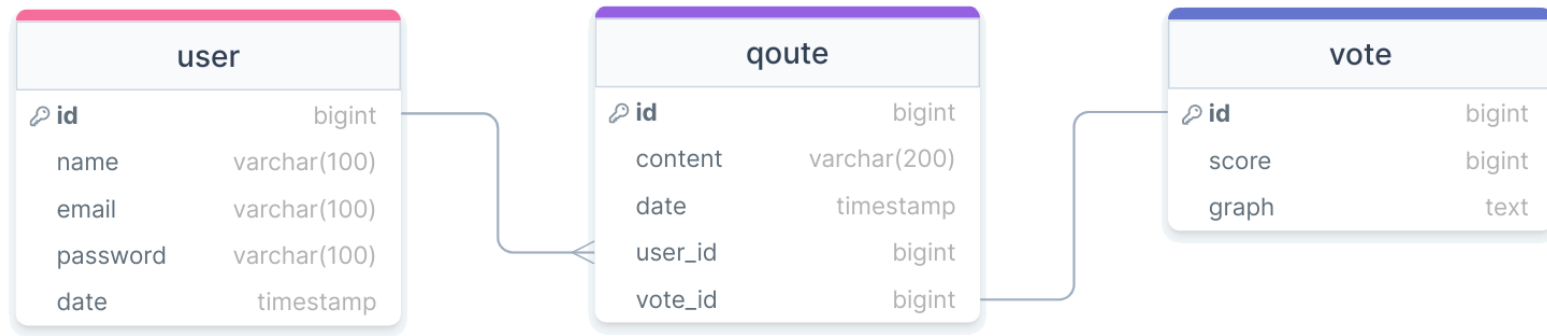 user
id bigint
name varchar(100)
email varchar(100)
password varchar(100)
date timestamp
qoute
id bigint
content varchar(200)
date timestamp
user_id bigint
vote_id bigint
vote
id bigint
score bigint
graph text